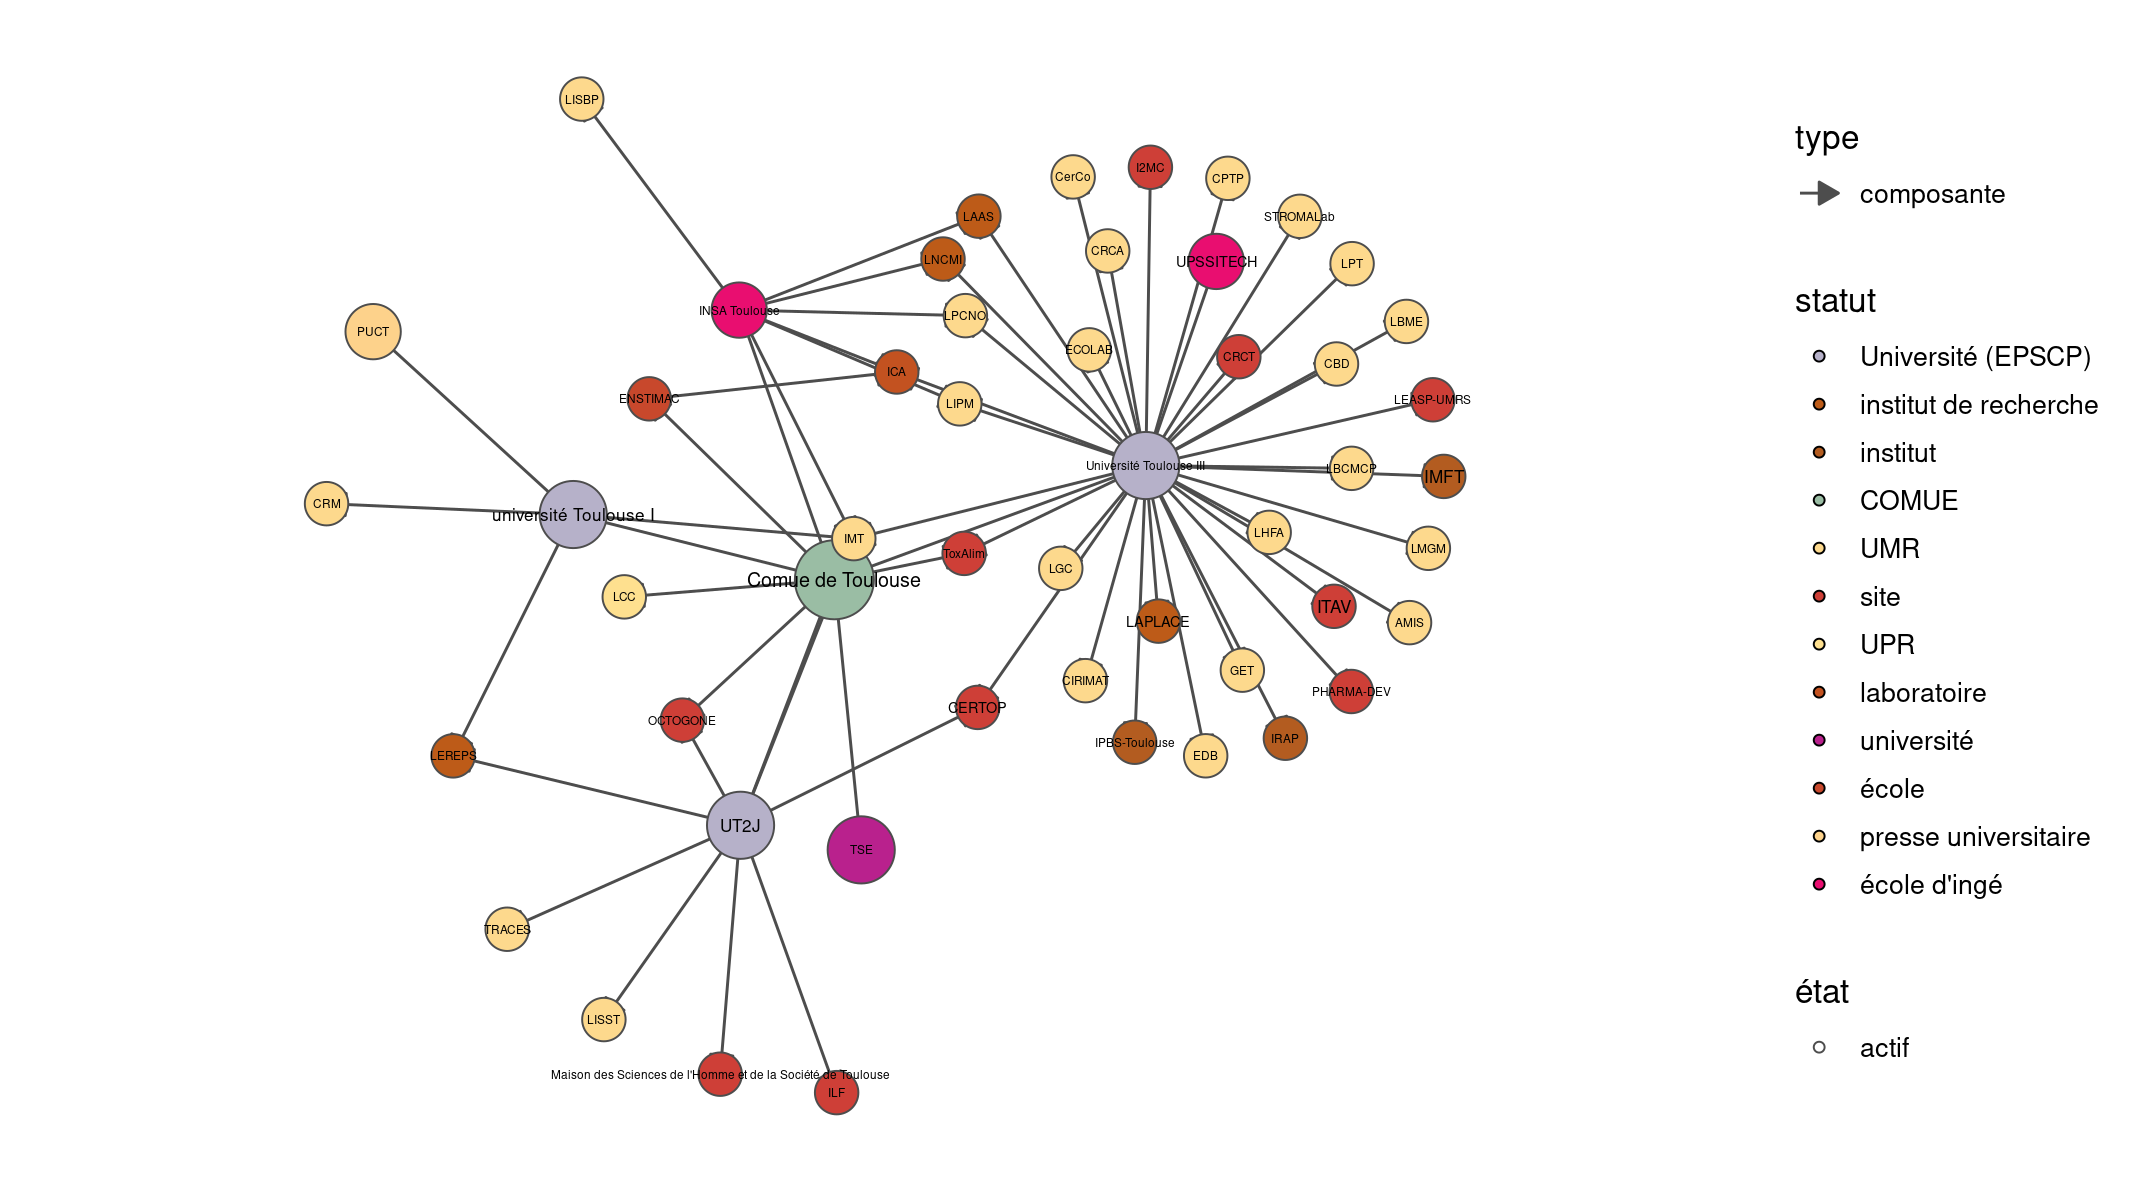 LISBP
CerCo
I2MC
CPTP
LAAS
STROMALab
LNCMI
CRCA
UPSSITECH
LPT
INSA Toulouse
LPCNO
LBME
PUCT
ECOLAB
CRCT
CBD
ICA
ENSTIMAC
LIPM
LEASP-UMRS
Université Toulouse III
LBCMCP
IMFT
CRM
université Toulouse I
IMT
ToxAlim
LHFA
LMGM
Comue de Toulouse
LGC
LCC
ITAV
LAPLACE
AMIS
CIRIMAT
GET
PHARMA-DEV
OCTOGONE
CERTOP
LEREPS
IPBS-Toulouse
IRAP
EDB
UT2J
TSE
TRACES
LISST
Maison des Sciences de l'Homme et de la Société de Toulouse
ILF
type
composante
statut
Université (EPSCP)
institut de recherche
institut
COMUE
UMR
site
UPR
laboratoire
université
école
presse universitaire
école d'ingé
état
actif